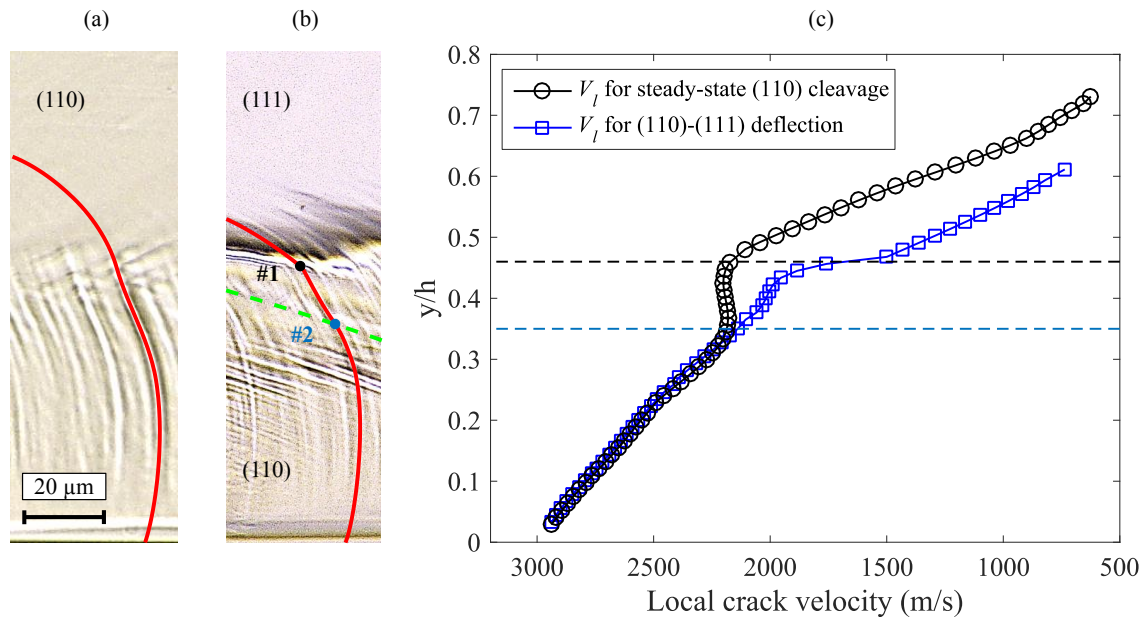 (a)
(b)
(c)
(110)
20 μm
(111)
#1
#2
(110)
V_l for steady-state (110) cleavage
V_l for (110)-(111) deflection
y/h
0.8
0.7
0.6
0.5
0.4
0.3
0.2
0.1
0
3000 2500 2000 1500 1000 500
Local crack velocity (m/s)